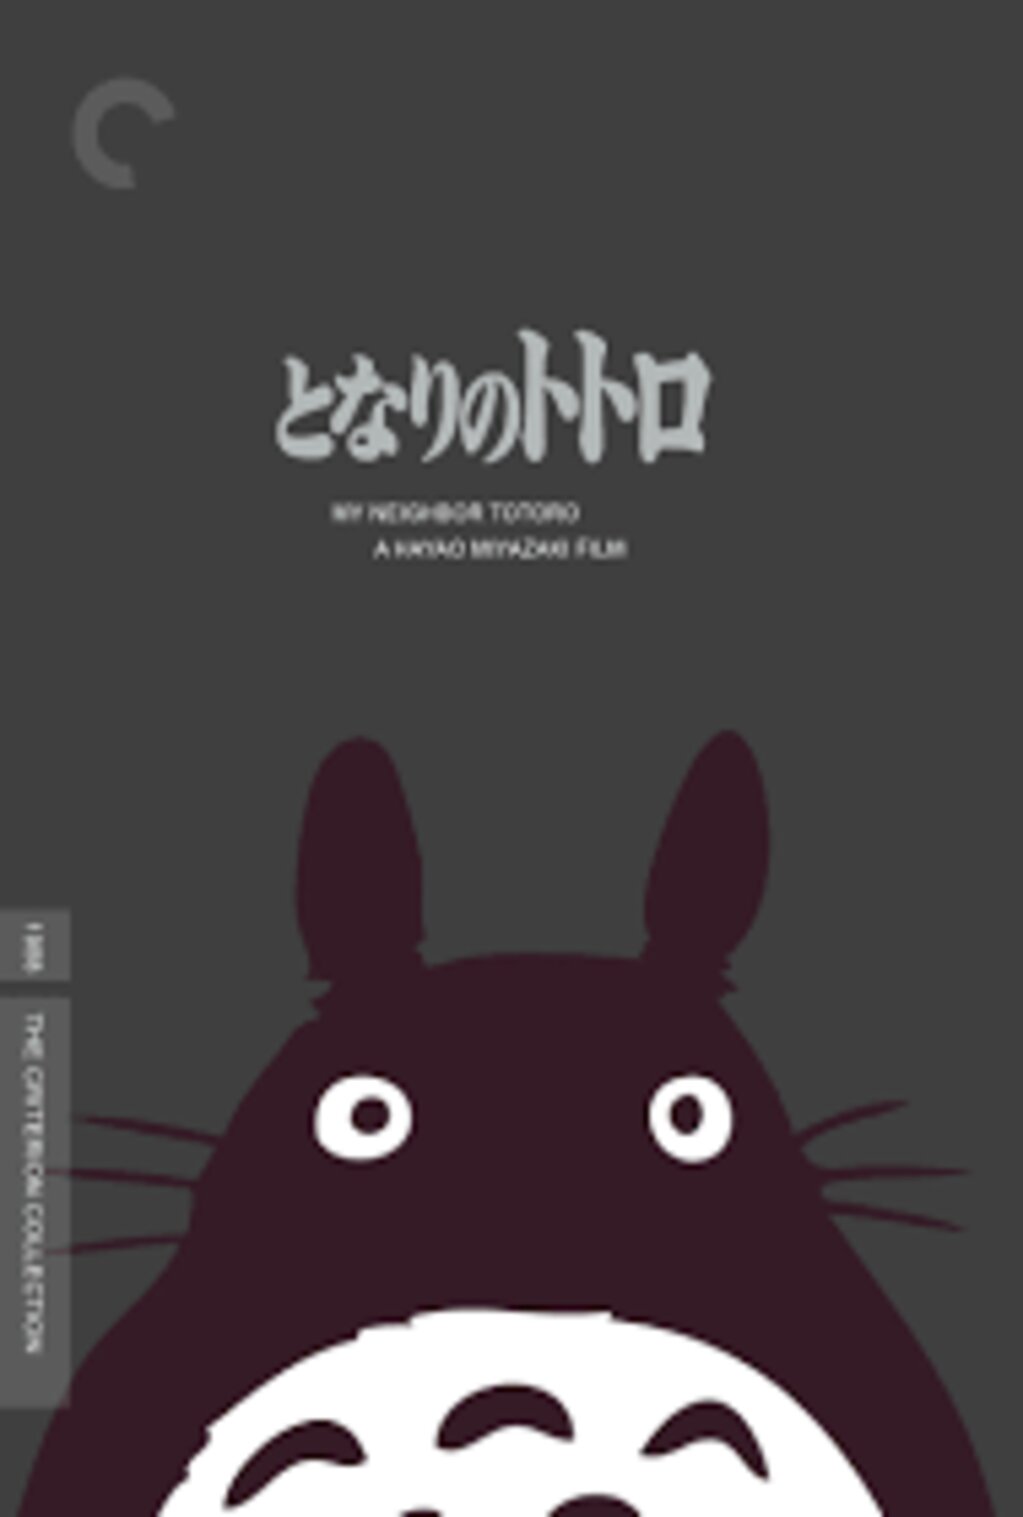 となりのトトロ
MY NEIGHBOR TOTORO
A HAYAO MIYAZAKI FILM
1988
THE CRITERION COLLECTION